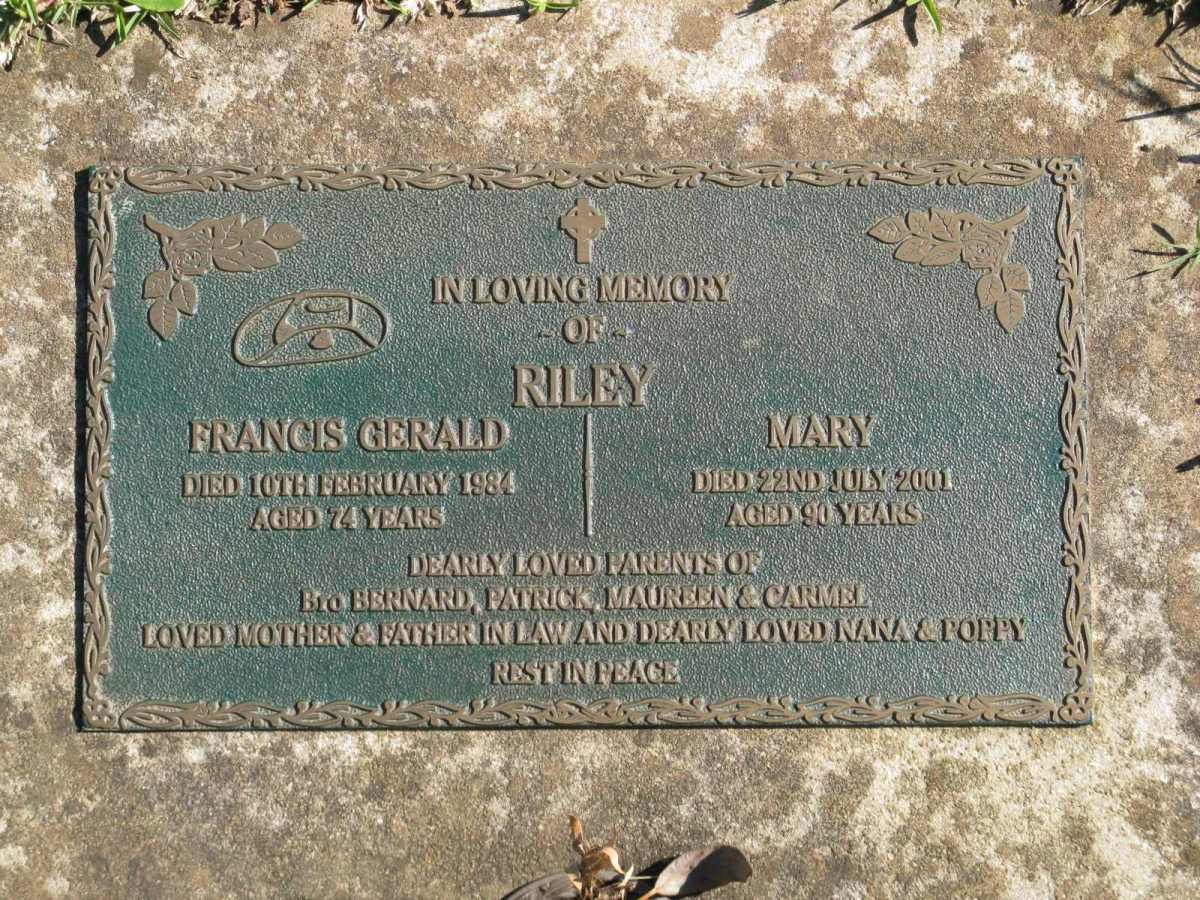 IN LOVING MEMORY
- OF -
RILEY
FRANCIS GERALD
DIED 10TH FEBRUARY 1984
AGED 74 YEARS
MARY
DIED 22ND JULY 2001
AGED 90 YEARS
DEARLY LOVED PARENTS OF
Bro BERNARD, PATRICK, MAUREEN & CARMEL
LOVED MOTHER & FATHER IN LAW AND DEARLY LOVED NANA & POPPY
REST IN PEACE